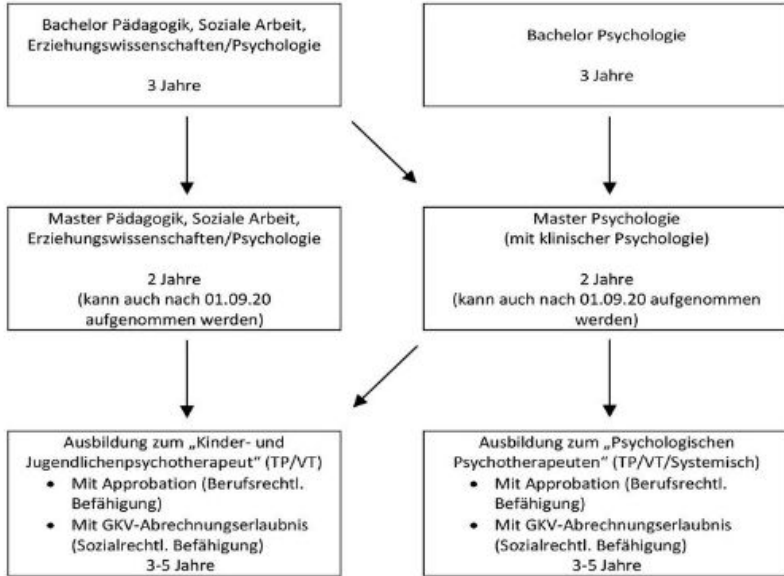 Bachelor Pädagogik, Soziale Arbeit,
Erziehungswissenschaften/Psychologie
3 Jahre
Bachelor Psychologie
3 Jahre
Master Pädagogik, Soziale Arbeit,
Erziehungswissenschaften/Psychologie
2 Jahre
(kann auch nach 01.09.20
aufgenommen werden)
Master Psychologie
(mit klinischer Psychologie)
2 Jahre
(kann auch nach 01.09.20 aufgenommen
werden)
Ausbildung zum „Kinder- und
Jugendlichenpsychotherapeut“ (TP/VT)
• Mit Approbation (Berufsrechtl.
Befähigung)
• Mit GKV-Abrechnungserlaubnis
(Sozialrechtl. Befähigung)
3-5 Jahre
Ausbildung zum „Psychologischen
Psychotherapeuten“ (TP/VT/Systemisch)
• Mit Approbation (Berufsrechtl.
Befähigung)
• Mit GKV-Abrechnungserlaubnis
(Sozialrechtl. Befähigung)
3-5 Jahre